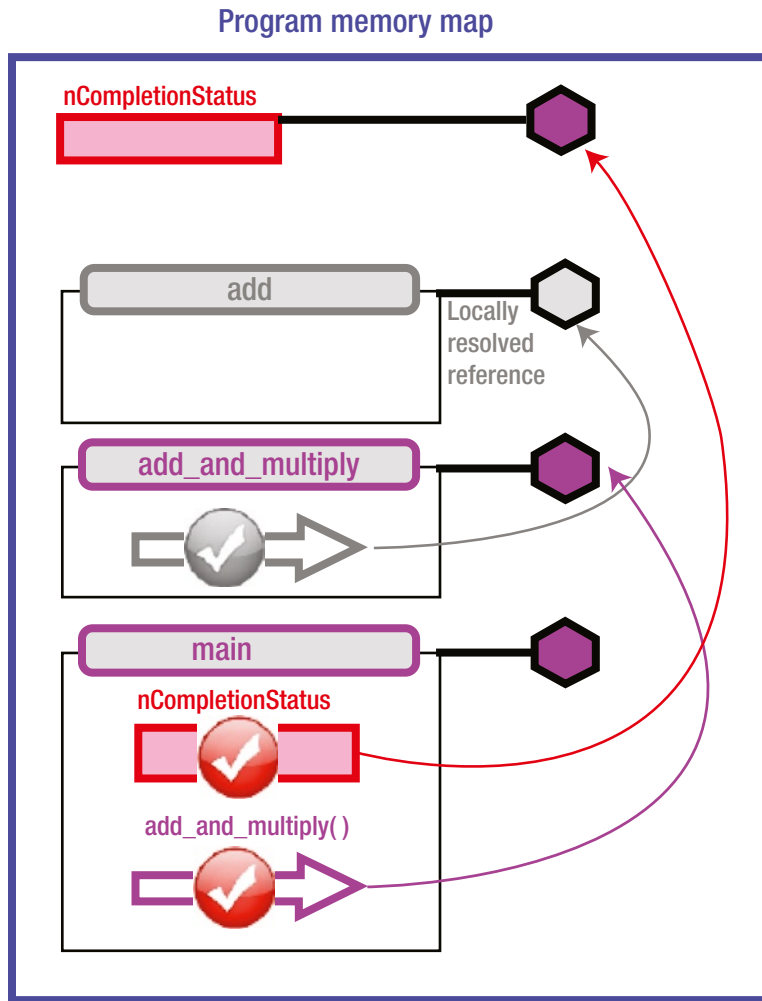 Program memory map
nCompletionStatus
add
Locally
resolved
reference
add_and_multiply
main
nCompletionStatus
add_and_multiply( )